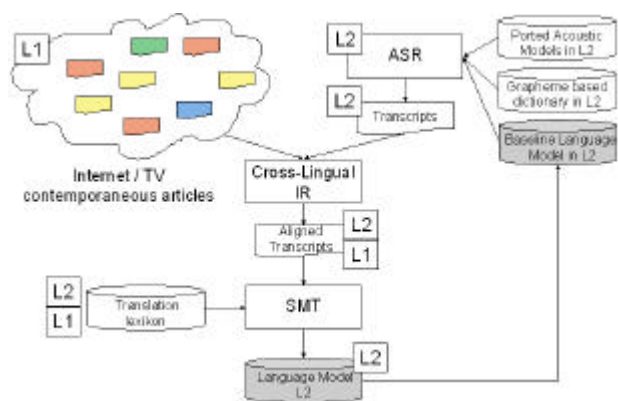 L1
Internet / TV
contemporaneous articles
L2
ASR
L2
Transcripts
Ported Acoustic
Models in L2
Grapheme based
dictionary in L2
Baseline Language
Model in L2
Cross-Lingual
IR
Aligned
Transcripts
L2
L1
L2
L1
Translation
lexikon
SMT
L2
Language Model
L2